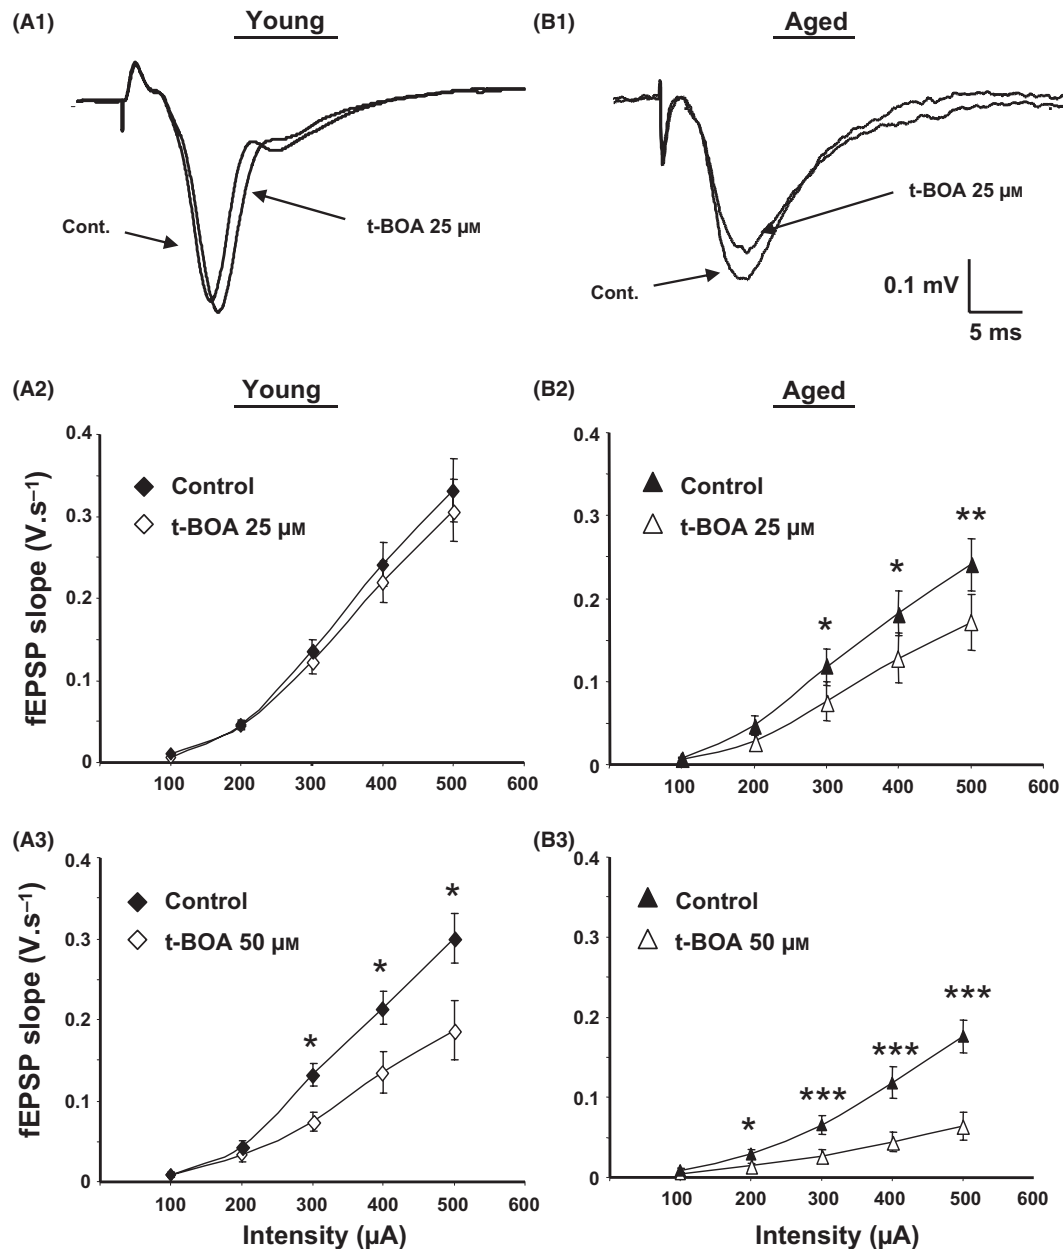 (A1)
Young
Cont.
t-BOA 25 μM
(B1)
Aged
t-BOA 25 μM
Cont.
0.1 mV
5 ms
(A2)
Young
fEPSP slope (V.s⁻¹)
0.4
0.3
0.2
0.1
0
Control
t-BOA 25 μM
100 200 300 400 500 600
(B2)
Aged
0.4
0.3
0.2
0.1
0
Control
t-BOA 25 μM
* * **
100 200 300 400 500 600
(A3)
fEPSP slope (V.s⁻¹)
0.4
0.3
0.2
0.1
0
Control
t-BOA 50 μM
* * *
100 200 300 400 500 600
Intensity (μA)
(B3)
0.4
0.3
0.2
0.1
0
Control
t-BOA 50 μM
* *** *** ***
100 200 300 400 500 600
Intensity (μA)